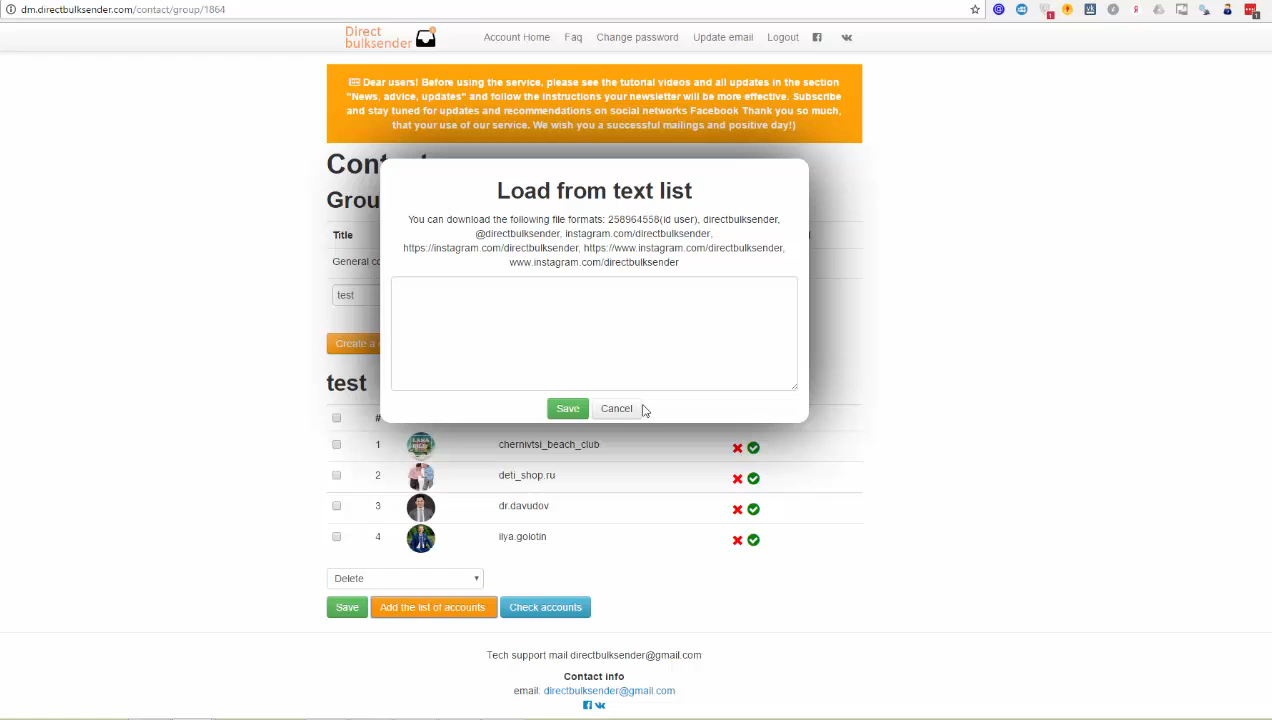 dm.directbulksender.com/contact/group/1864
Direct
bulksender
Account Home
Faq
Change password
Update email
Logout
Dear users! Before using the service, please see the tutorial videos and all updates in the section
"News, advice, updates" and follow the instructions your newsletter will be more effective. Subscribe
and stay tuned for updates and recommendations on social networks Facebook Thank you so much,
that your use of our service. We wish you a successful mailings and positive day!)
Cont
Grou
Title
General co
test
Create a
Load from text list
You can download the following file formats: 258964558(id user), directbulksender,
@directbulksender, instagram.com/directbulksender,
https://instagram.com/directbulksender, https://www.instagram.com/directbulksender,
www.instagram.com/directbulksender
Save
Cancel
test
#
1
chernivtsi_beach_club
2
deti_shop.ru
3
dr.davudov
4
ilya.golotin
Delete
Save
Add the list of accounts
Check accounts
Tech support mail directbulksender@gmail.com
Contact info
email: directbulksender@gmail.com